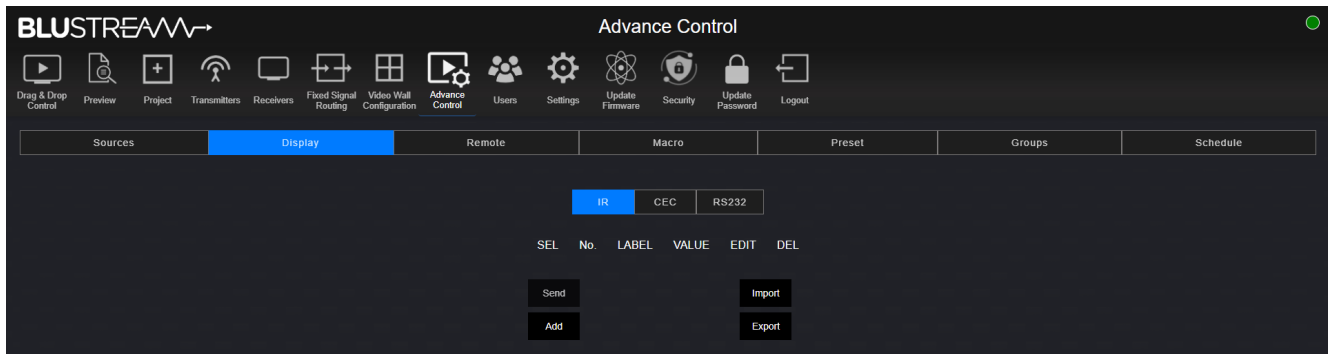 BLUSTREAM
Advance Control
Drag & Drop
Control
Preview
Project
Transmitters
Receivers
Fixed Signal
Routing
Video Wall
Configuration
Advance
Control
Users
Settings
Update
Firmware
Security
Update
Password
Logout
Sources Display Remote Macro Preset Groups Schedule
IR CEC RS232
SEL No. LABEL VALUE EDIT DEL
Send Import
Add Export